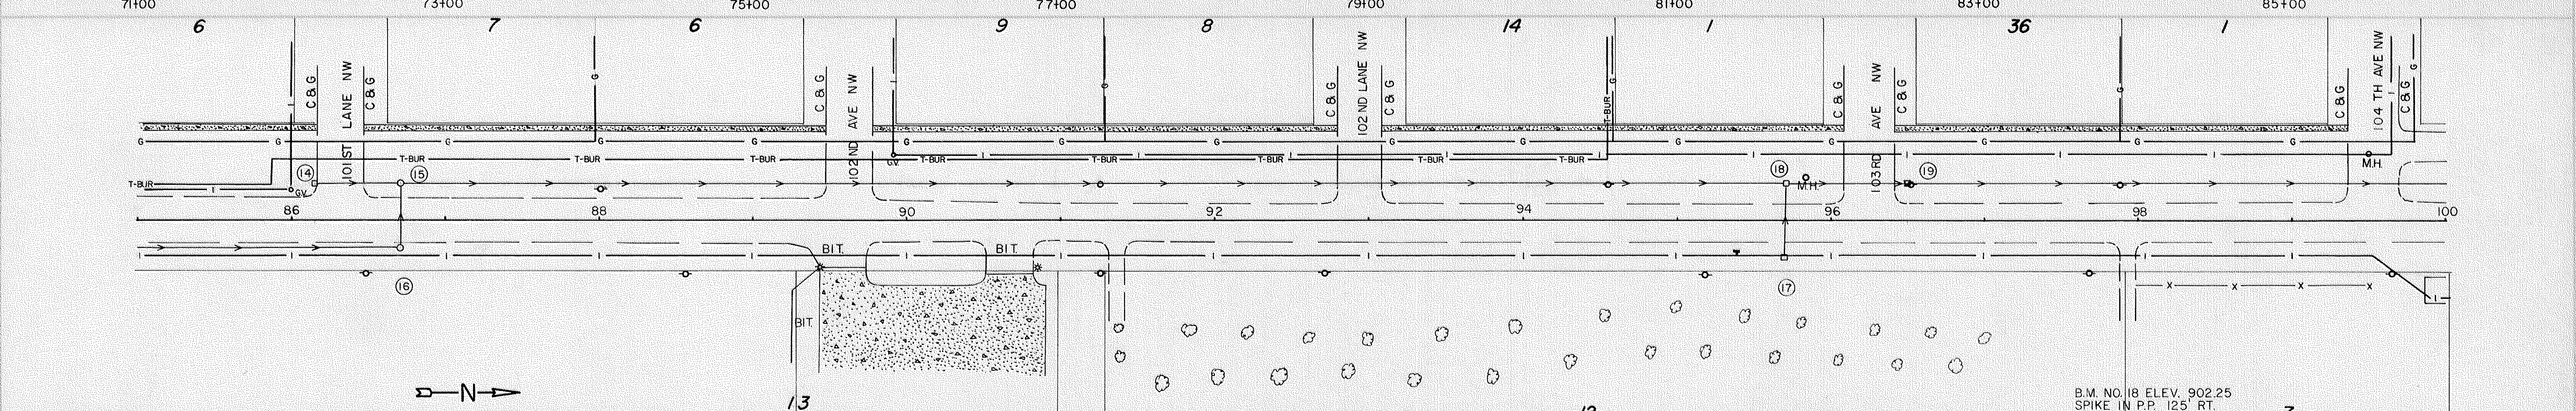 71+00 73+00 75+00 77+00 79+00 81+00 83+00 85+00
6 7 6 9 8 14 1 36 1
C & G 101 ST LANE NW C & G
C & G 102 ND AVE NW
C & G 102 ND LANE NW C & G
C & G 103 RD AVE NW C & G
C & G 104 TH AVE NW C & G
G G G I G G T-BUR G G I G
G G G G G G G G G G G G G G
T-BUR T-BUR T-BUR GV. T-BUR I T-BUR I T-BUR I T-BUR I T-BUR I I I I M.H.
T-BUR I GV. 14 15 18 M.H. 19
86 88 90 92 94 96 98 100
BIT. BIT.
I I I I I I I I I I I I I I I
16 17
X X X X I
BIT.
N
13 12 7
B.M. NO. 18 ELEV. 902.25
SPIKE IN P.P. 125' RT.